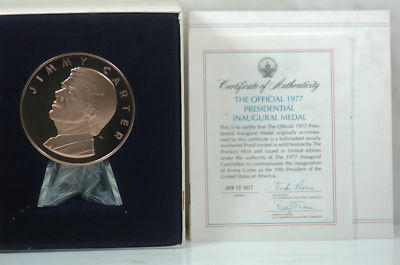 JIMMY CARTER
Certificate of Authenticity
THE OFFICIAL 1977
PRESIDENTIAL
INAUGURAL MEDAL
This is to certify that The Official 1977 Presi-
dential Inaugural Medal originally accompanied
by this certificate is a hallmarked serially
numbered Proof minted in solid bronze by The
Franklin Mint and issued in limited edition
under the authority of The 1977 Inaugural
Committee to commemorate the inauguration
of Jimmy Carter as the 39th President of the
United States of America.
JAN 10 1977